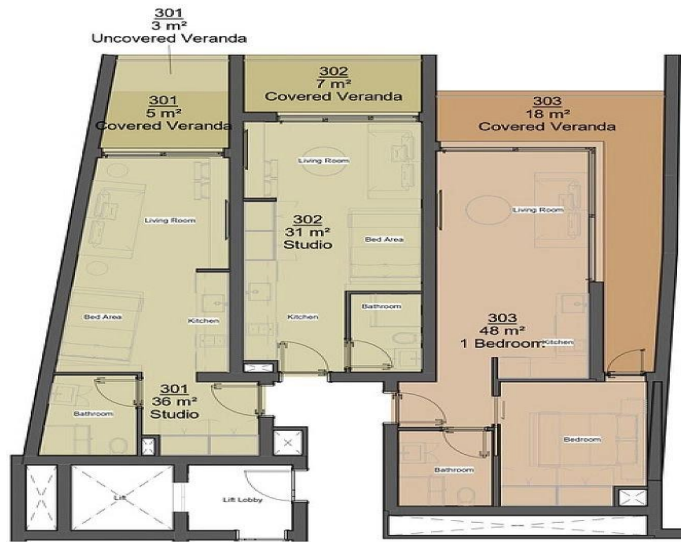 301
3 m²
Uncovered Veranda
301
5 m²
Covered Veranda
302
7 m²
Covered Veranda
303
18 m²
Covered Veranda
Living Room
302
31 m²
Studio
Bed Area
Kitchen
Bathroom
Living Room
Bed Area
Kitchen
301
36 m²
Studio
Bathroom
Living Room
303
48 m²
1 Bedroom
Kitchen
Bedroom
Bathroom
Lift
Lift Lobby